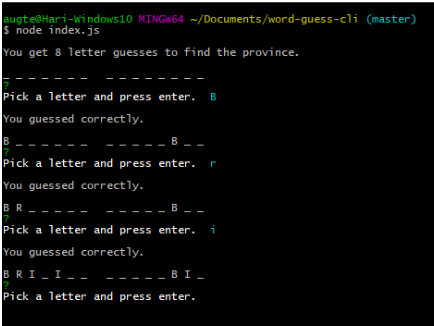 augte@Hari-Windows10 MINGW64 ~/Documents/word-guess-cli (master)
$ node index.js
You get 8 letter guesses to find the province.
_ _ _ _ _ _ _   _ _ _ _ _ _ _ _
?
Pick a letter and press enter.  B
You guessed correctly.
B _ _ _ _ _ _   _ _ _ _ _ B _ _
?
Pick a letter and press enter.  r
You guessed correctly.
B R _ _ _ _ _   _ _ _ _ _ B _ _
?
Pick a letter and press enter.  i
You guessed correctly.
B R I _ I _ _   _ _ _ _ _ B I _
?
Pick a letter and press enter.